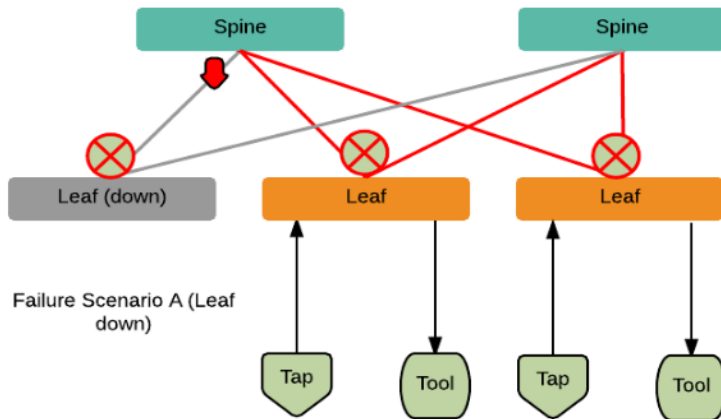 Spine
Spine
Leaf (down)
Leaf
Leaf
Failure Scenario A (Leaf
down)
Tap
Tool
Tap
Tool